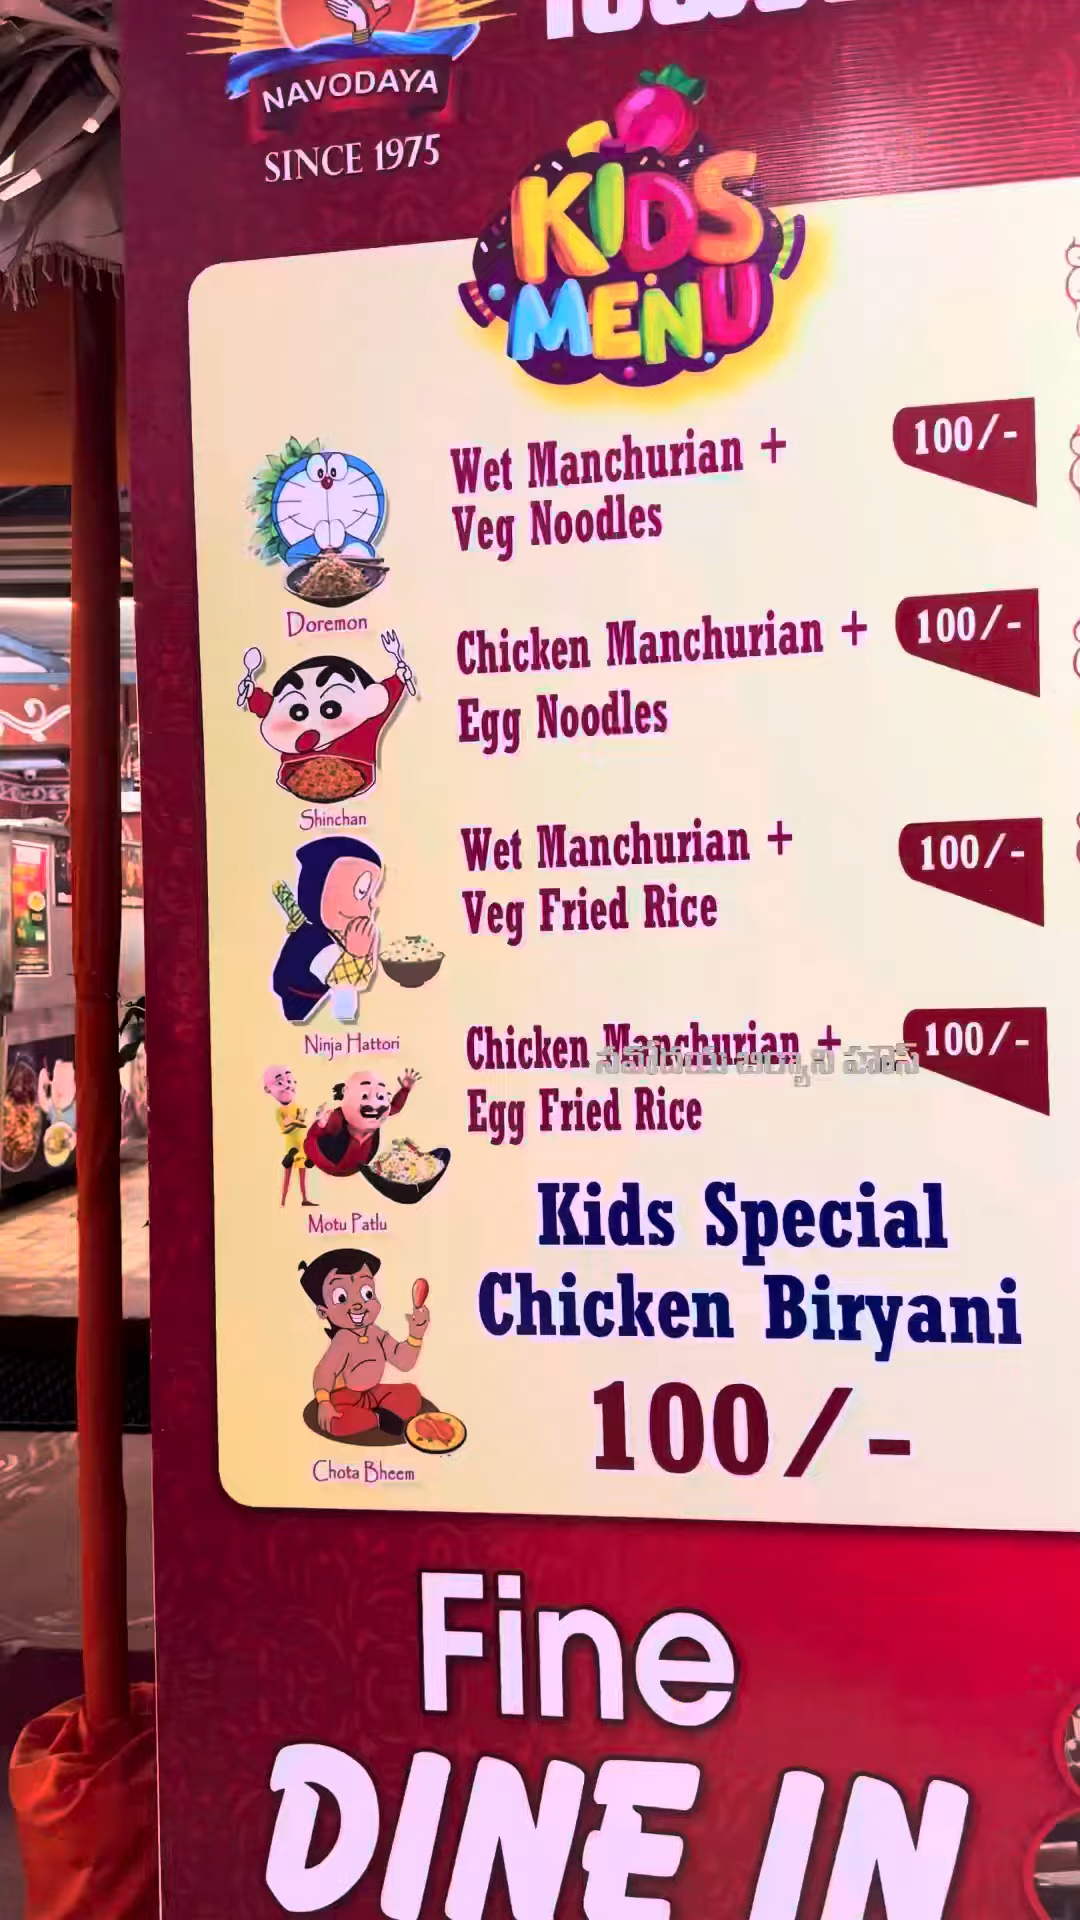 NAVODAYA
SINCE 1975
KIDS
MENU
Wet Manchurian +
Veg Noodles
100/-
Doremon
Chicken Manchurian +
Egg Noodles
100/-
Shinchan
Wet Manchurian +
Veg Fried Rice
100/-
Ninja Hattori
Chicken Manchurian +
Egg Fried Rice
100/-
నవోదయ బిర్యాని హౌస్
Motu Patlu
Kids Special
Chicken Biryani
100/-
Chota Bheem
Fine
DINE IN